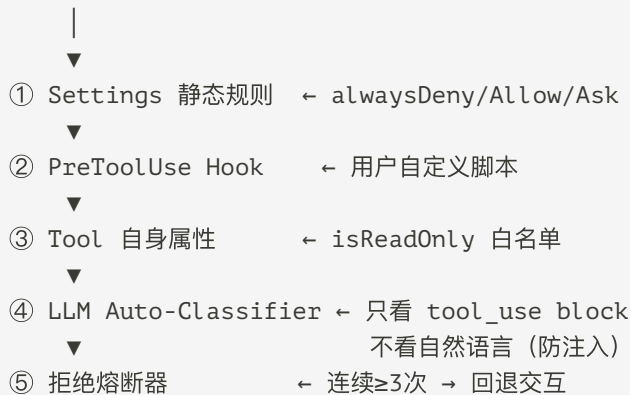 ① Settings 静态规则 ← alwaysDeny/Allow/Ask
② PreToolUse Hook ← 用户自定义脚本
③ Tool 自身属性 ← isReadOnly 白名单
④ LLM Auto-Classifier ← 只看 tool_use block
不看自然语言（防注入）
⑤ 拒绝熔断器 ← 连续≥3次 → 回退交互